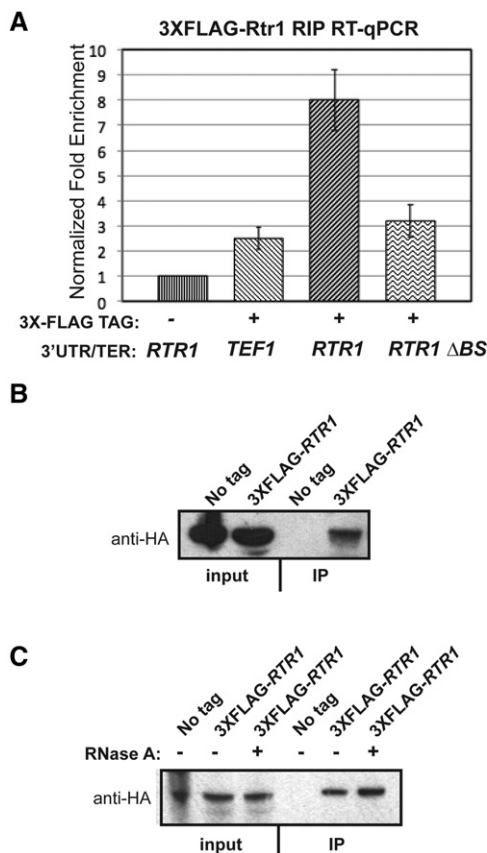 A
3XFLAG-Rtr1 RIP RT-qPCR
Normalized Fold Enrichment
10
9
8
7
6
5
4
3
2
1
0
3X-FLAG TAG: - + + +
3'UTR/TER: RTR1 TEF1 RTR1 RTR1 ΔBS
B
No tag 3XFLAG-RTR1 No tag 3XFLAG-RTR1
anti-HA
input IP
C
No tag 3XFLAG-RTR1 3XFLAG-RTR1 No tag 3XFLAG-RTR1 3XFLAG-RTR1
RNase A: - - + - - +
anti-HA
input IP